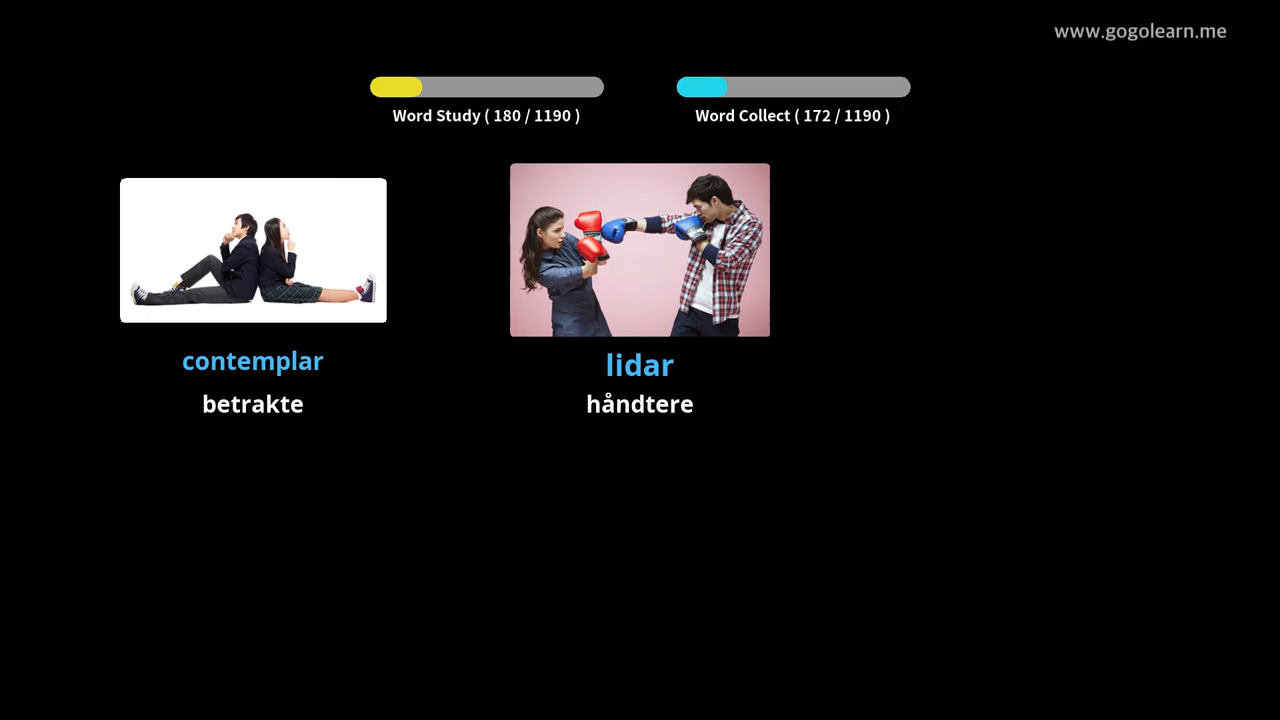 www.gogolearn.me
Word Study ( 180 / 1190 )
Word Collect ( 172 / 1190 )
contemplar
betrakte
lidar
håndtere